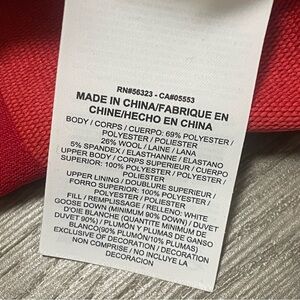 RN#56323 - CA#05553
MADE IN CHINA/FABRIQUE EN
CHINE/HECHO EN CHINA
BODY / CORPS / CUERPO: 69% POLYESTER /
POLYESTER / POLIESTER
26% WOOL / LAINE / LANA
5% SPANDEX / ELASTHANNE / ELASTANO
UPPER BODY / CORPS SUPERIEUR / CUERPO
SUPERIOR: 100% POLYESTER / POLYESTER /
POLIESTER
UPPER LINING / DOUBLURE SUPERIEUR /
FORRO SUPERIOR: 100% POLYESTER /
POLYESTER / POLIESTER
FILL / REMPLISSAGE / RELLENO: WHITE
GOOSE DOWN (MINIMUM 90% DOWN) / DUVET
D'OIE BLANCHE (QUANTITE MINIMUM DE
DUVET 90%) / PLUMÓN Y PLUMAS DE GANSO
BLANCO(90% PLUMÓN/10% PLUMAS)
EXCLUSIVE OF DECORATION / DECORATION
NON COMPRISE / NO INCLUYE LA
DECORACION